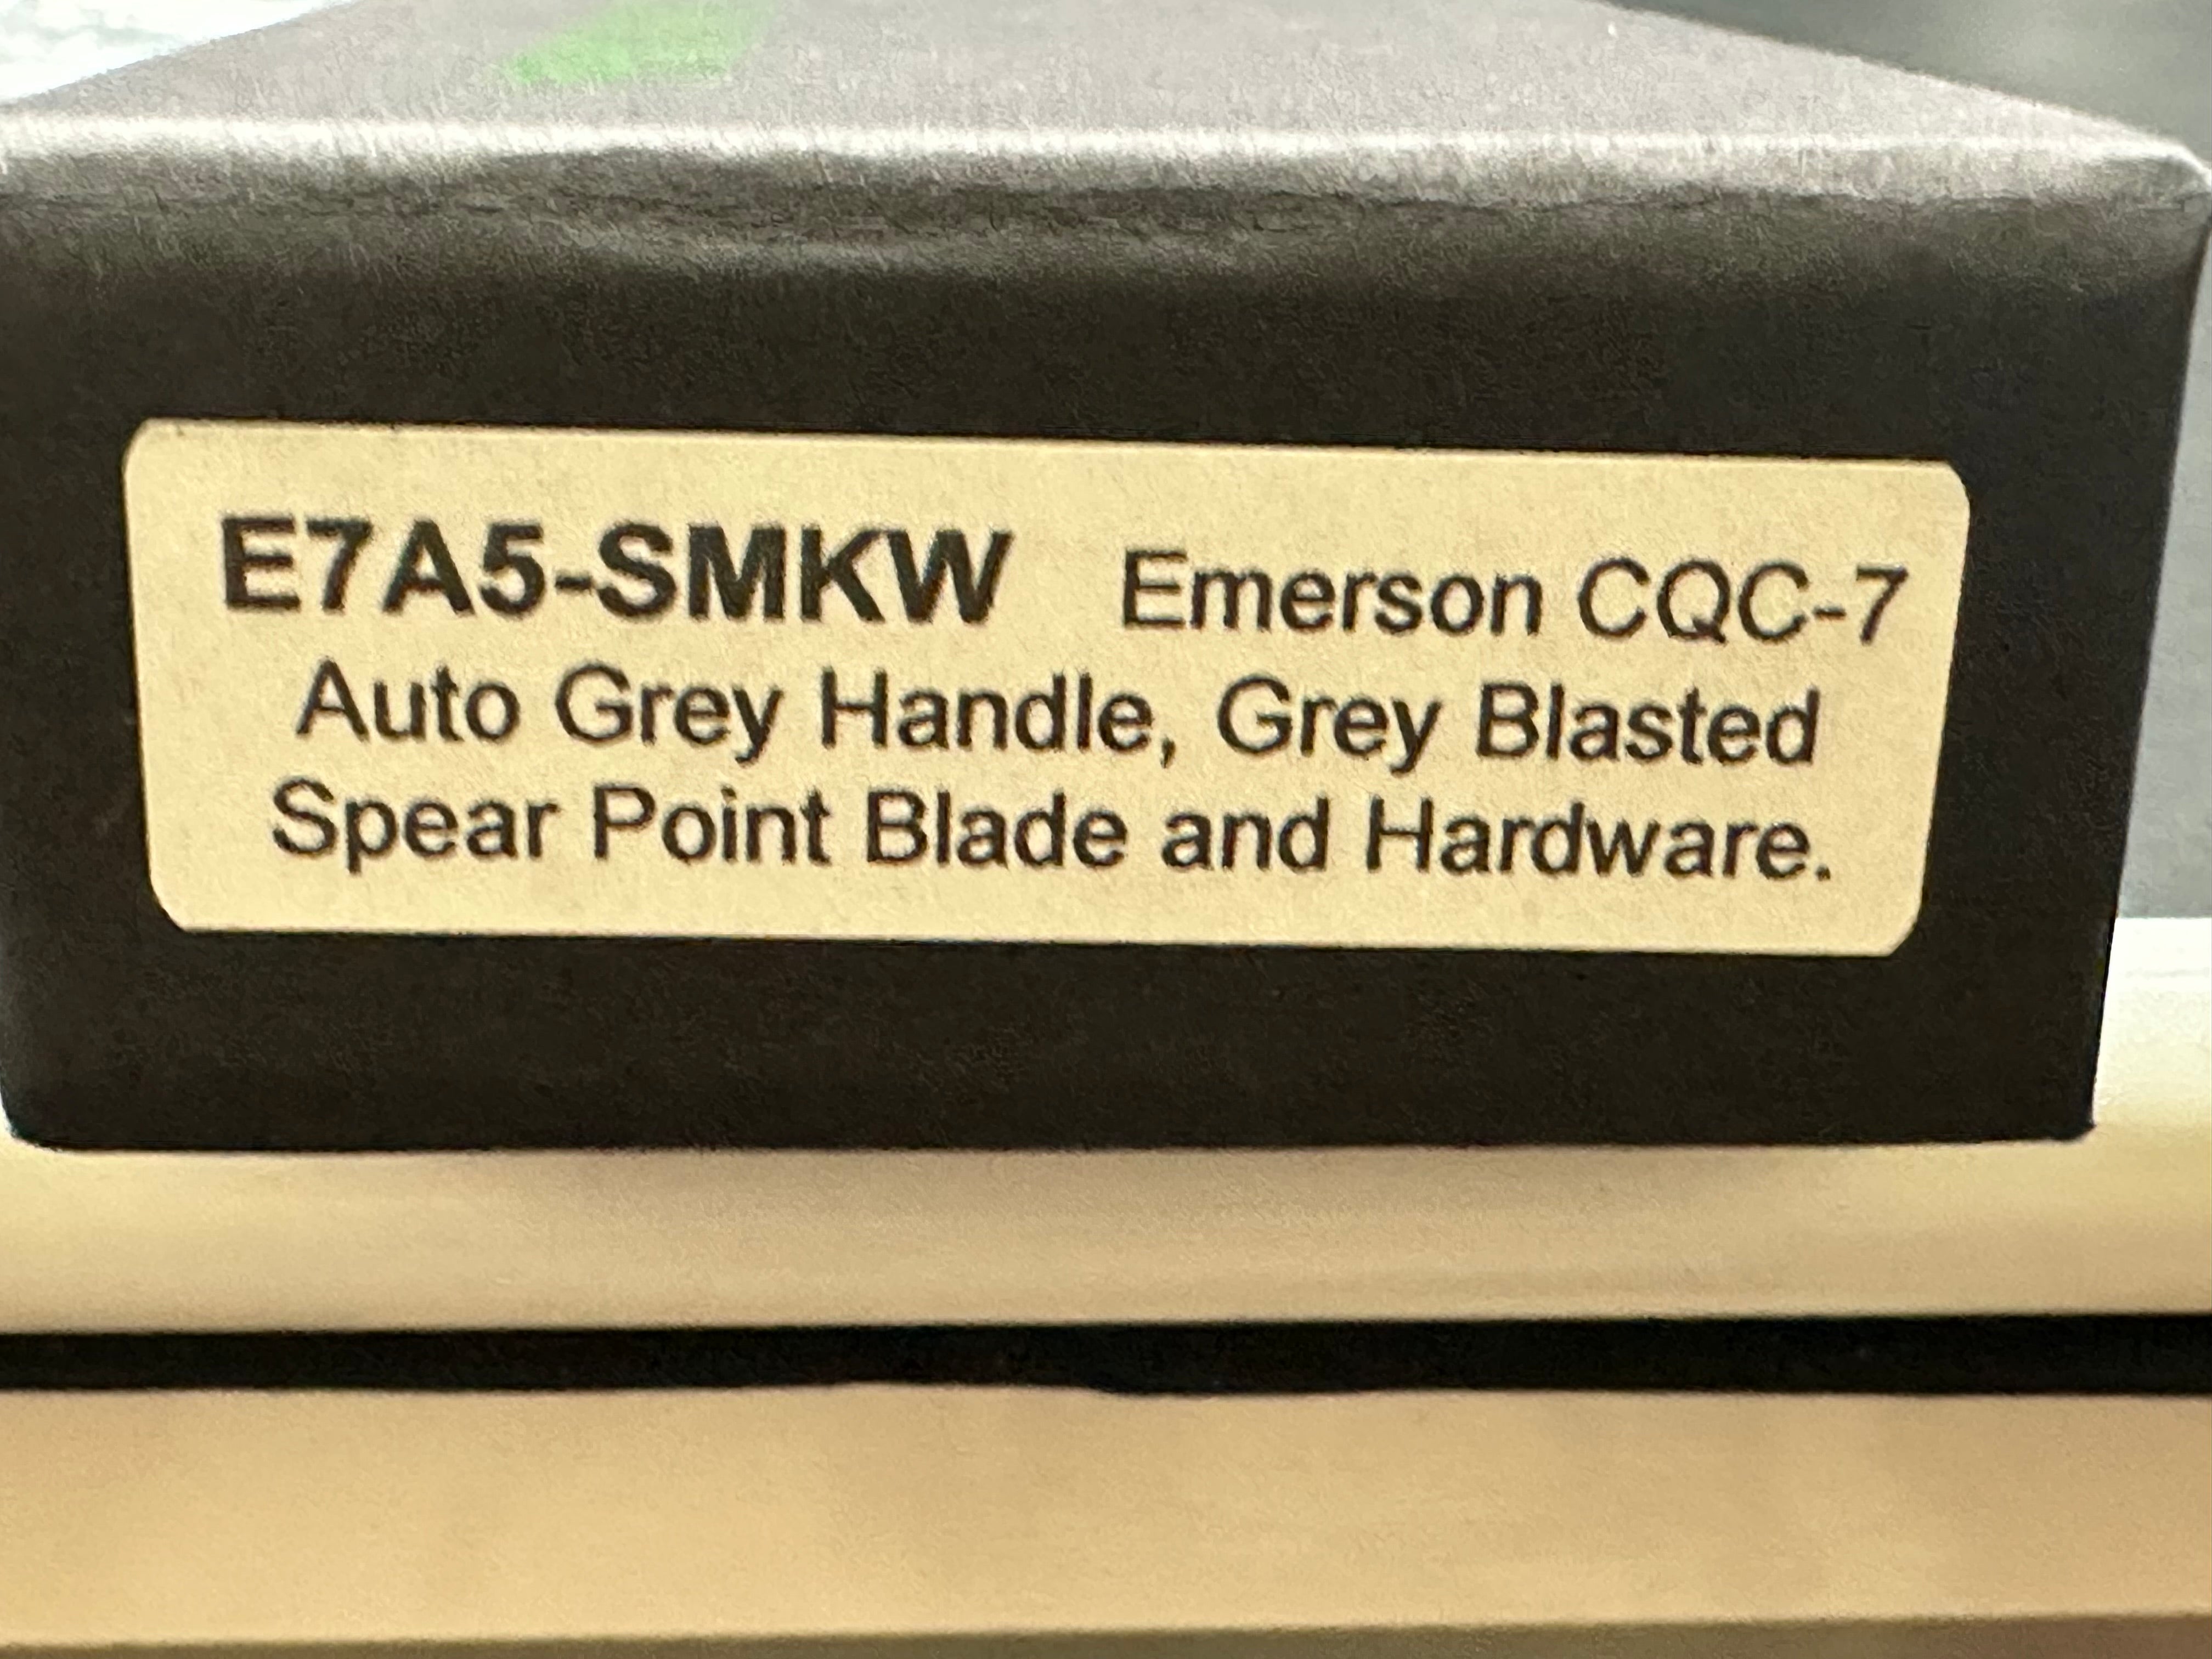 E7A5-SMKW Emerson CQC-7
Auto Grey Handle, Grey Blasted
Spear Point Blade and Hardware.